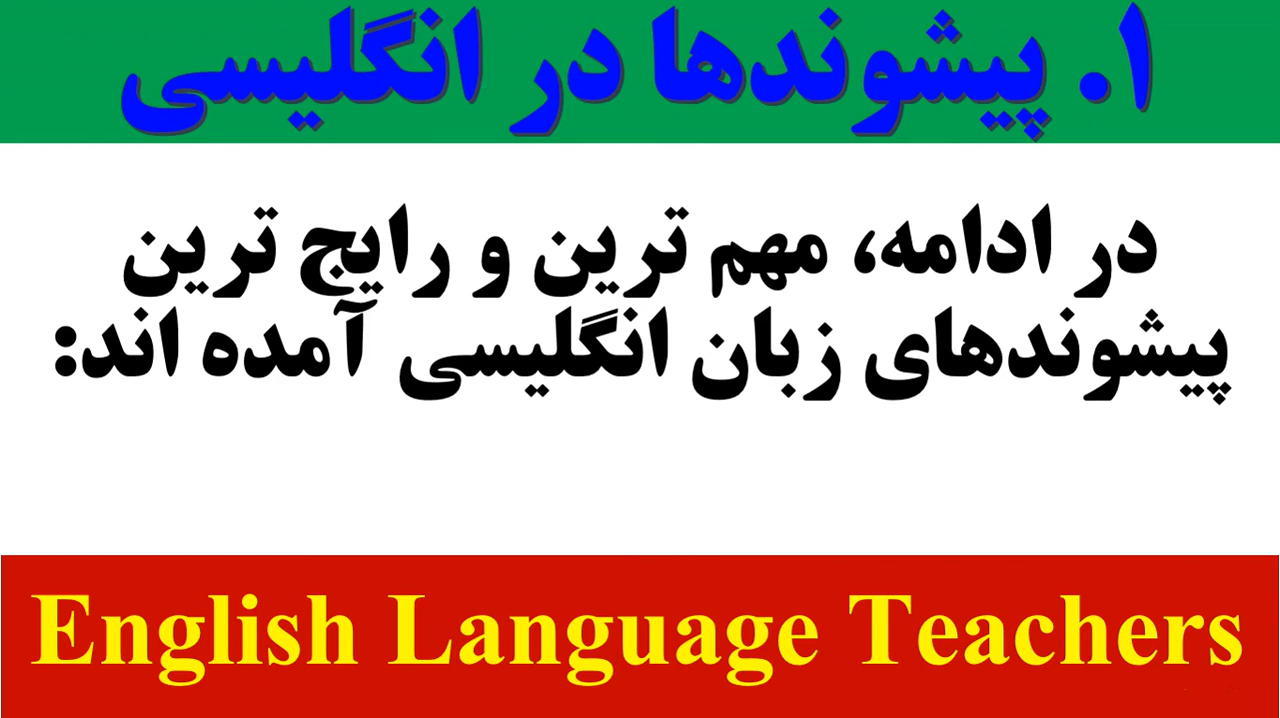 ۱. پیشوندها در انگلیسی
در ادامه، مهم ترین و رایج ترین
پیشوندهای زبان انگلیسی آمده اند:
English Language Teachers